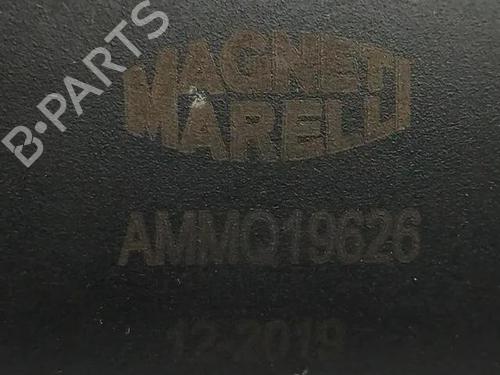 B-PARTS
MAGNETI
MARELLI
AMMQ19626
12-2019